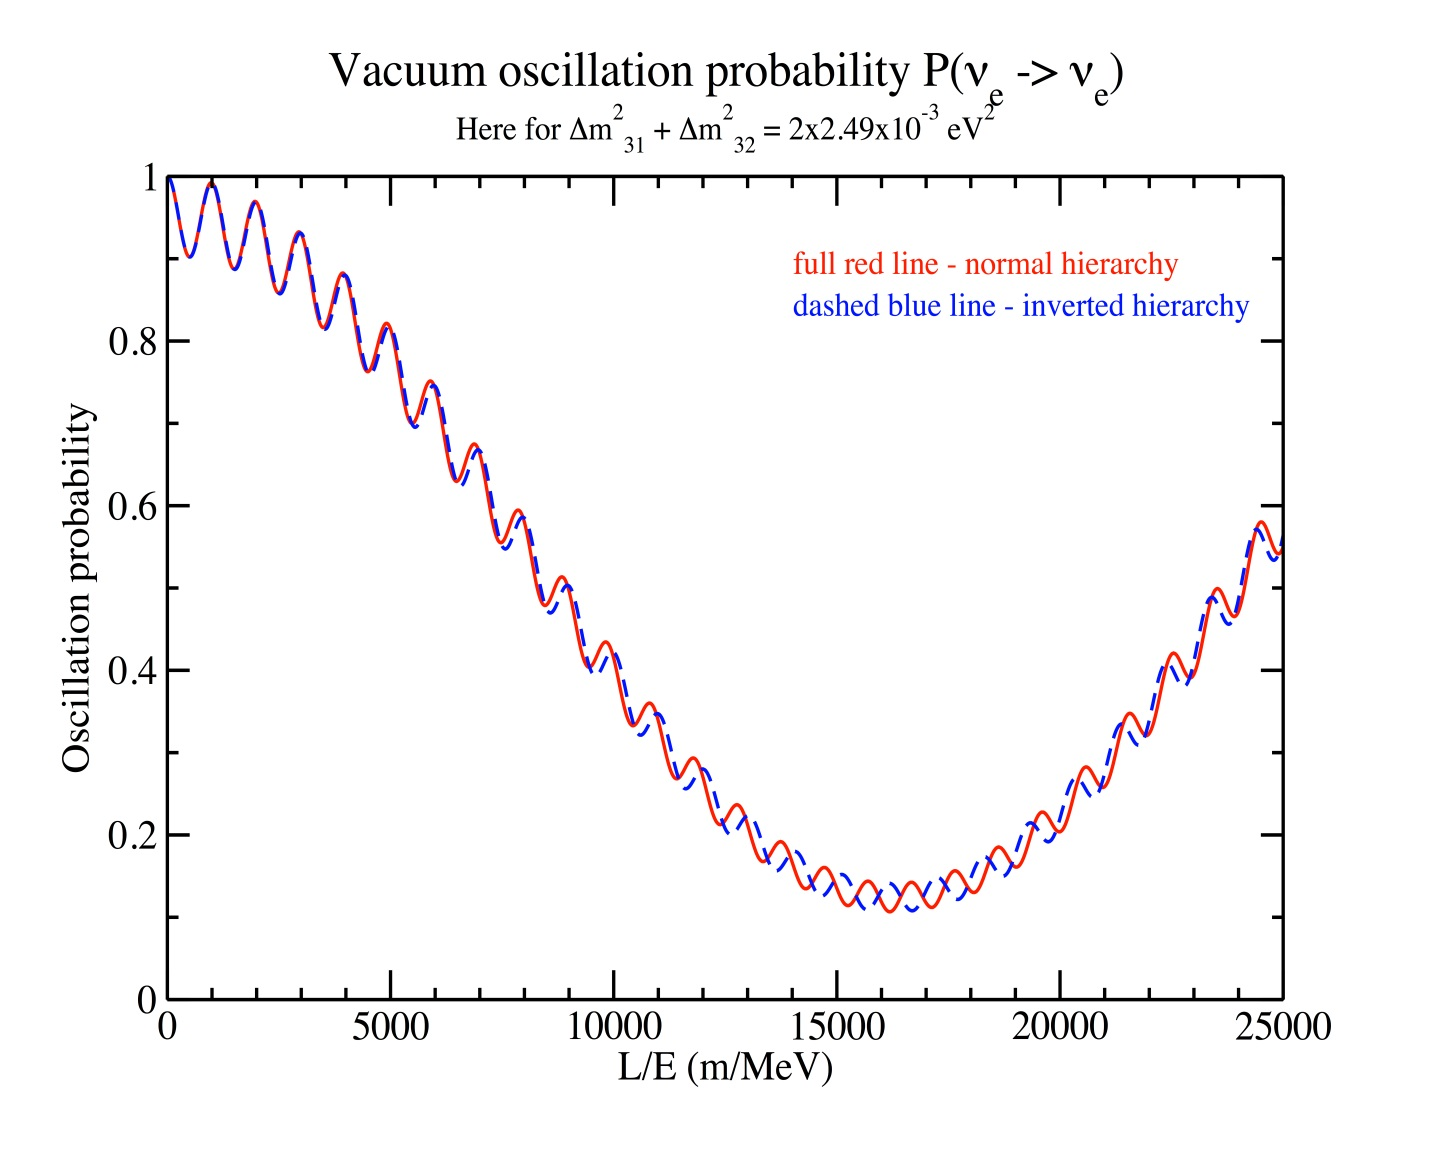 Vacuum oscillation probability P(νe -> νe)
Here for Δm²31 + Δm²32 = 2x2.49x10⁻³ eV²
full red line - normal hierarchy
dashed blue line - inverted hierarchy
Oscillation probability
1
0.8
0.6
0.4
0.2
0
0 5000 10000 15000 20000 25000
L/E (m/MeV)